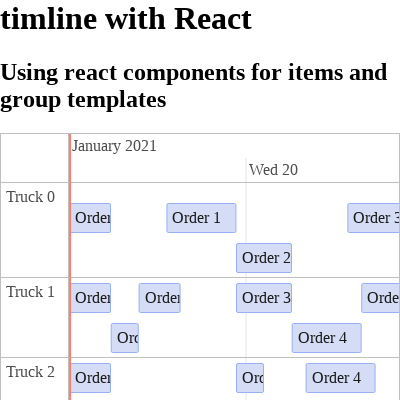 timline with React
Using react components for items and
group templates
January 2021
Wed 20
Truck 0
Order
Order 1
Order 3
Order 2
Truck 1
Order
Order
Order 3
Orde
Ord
Order 4
Truck 2
Order
Ord
Order 4